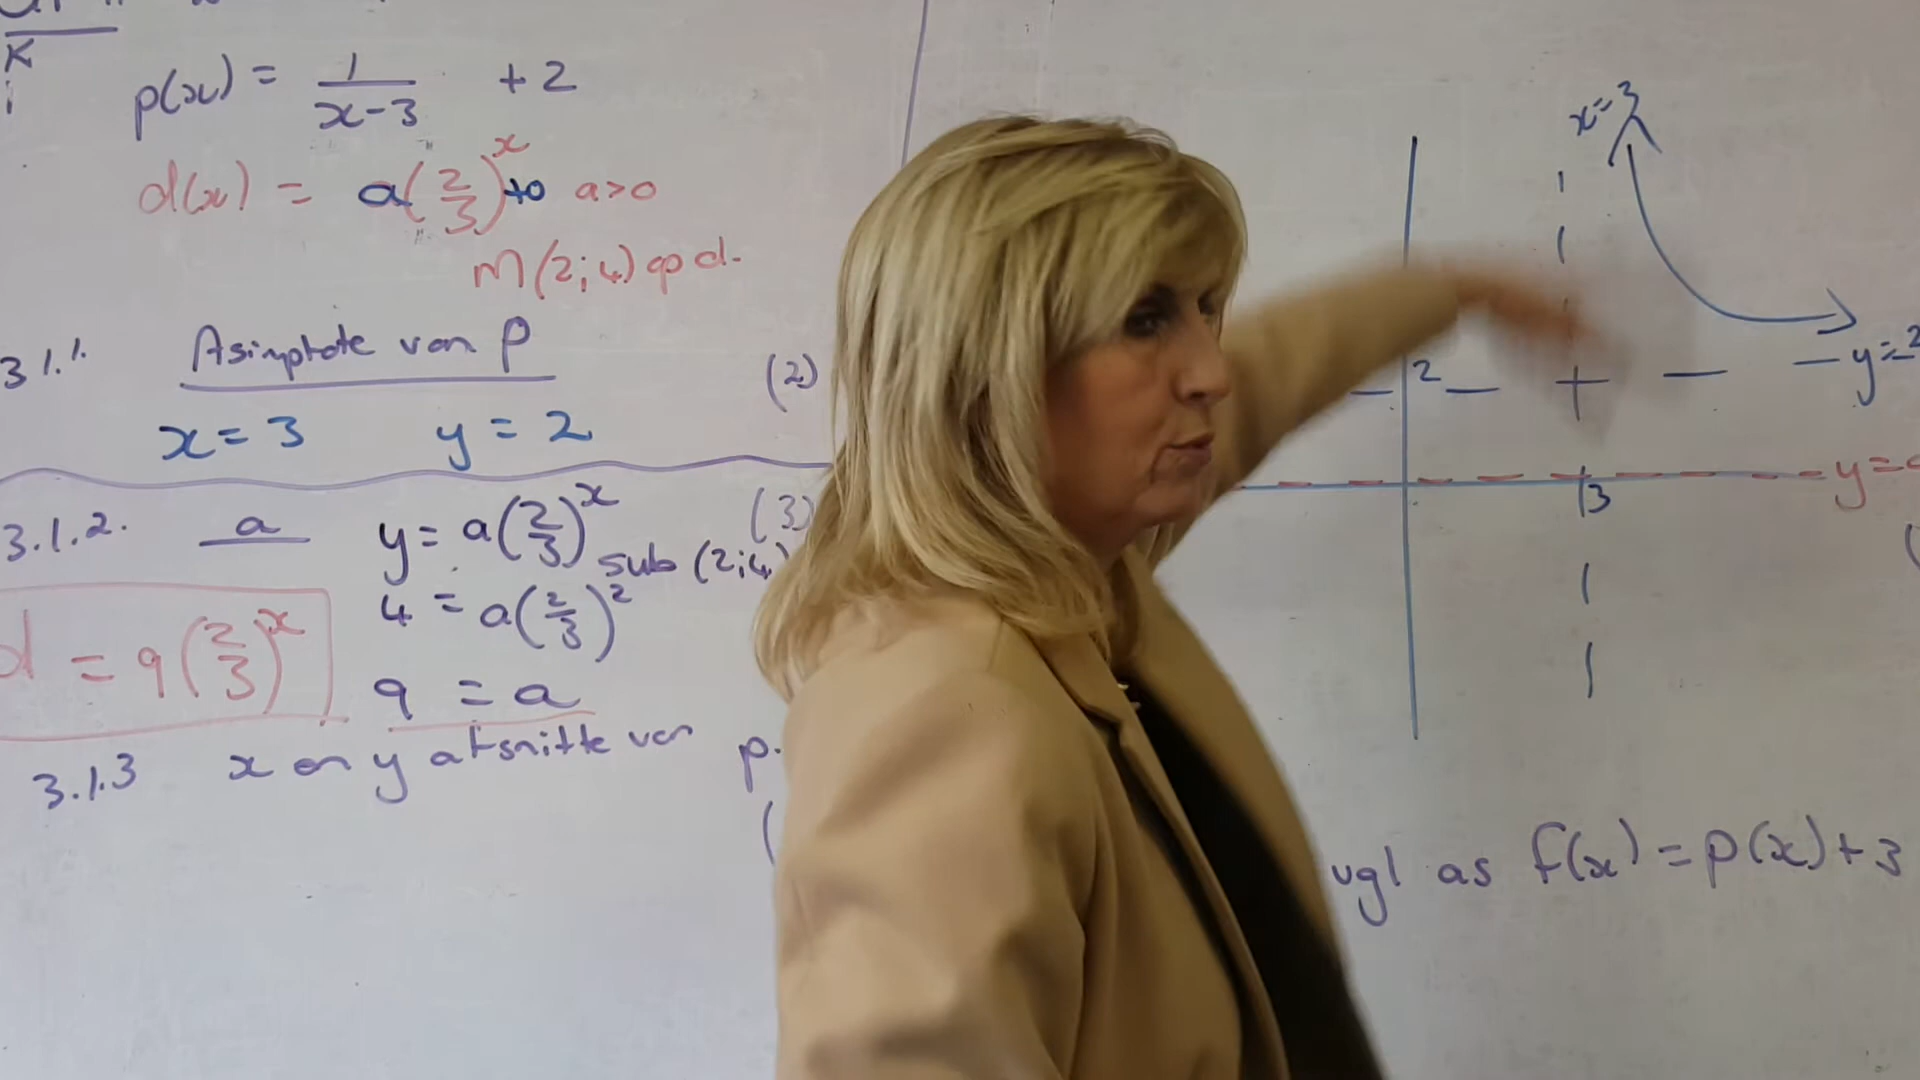 K
p(x) = 1/(x-3) + 2
d(x) = a(2/3)^x +0 a>0
M(2;4) op d.
3.1.1. Asimptote van p (2)
x = 3 y = 2
3.1.2. a y = a(2/3)^x (3)
sub (2;4)
4 = a(2/3)^2
d = 9(2/3)^x
9 = a
3.1.3 x en y afsnitte van p.
(
x=3
2
y=2
y=
3
(
vgl as f(x) = p(x)+3